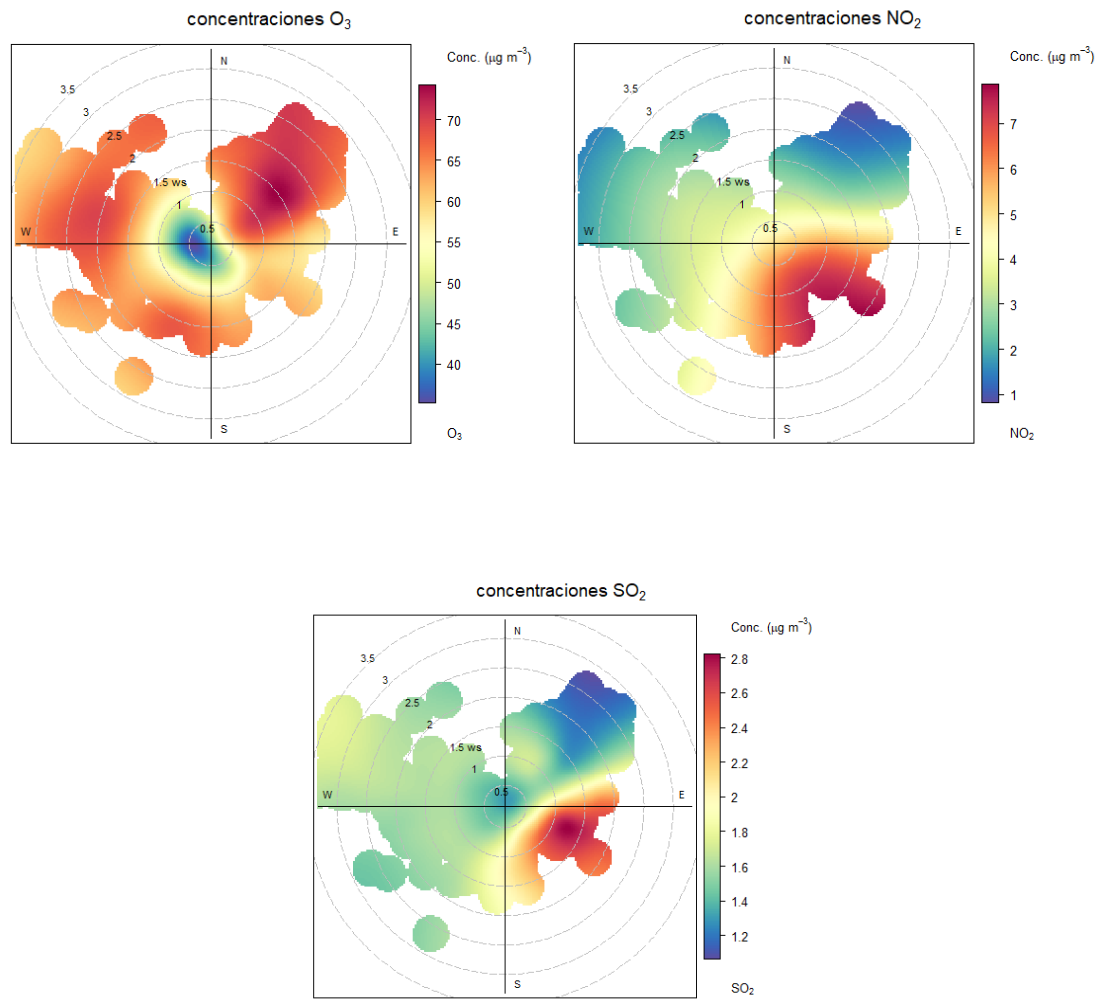 concentraciones O₃
Conc. (μg m⁻³)
N
3.5
3
2.5
2
1.5 ws
1
0.5
W
E
S
70
65
60
55
50
45
40
O₃
concentraciones NO₂
Conc. (μg m⁻³)
N
3.5
3
2.5
2
1.5 ws
1
0.5
W
E
S
7
6
5
4
3
2
1
NO₂
concentraciones SO₂
Conc. (μg m⁻³)
N
3.5
3
2.5
2
1.5 ws
1
0.5
W
E
S
2.8
2.6
2.4
2.2
2
1.8
1.6
1.4
1.2
SO₂